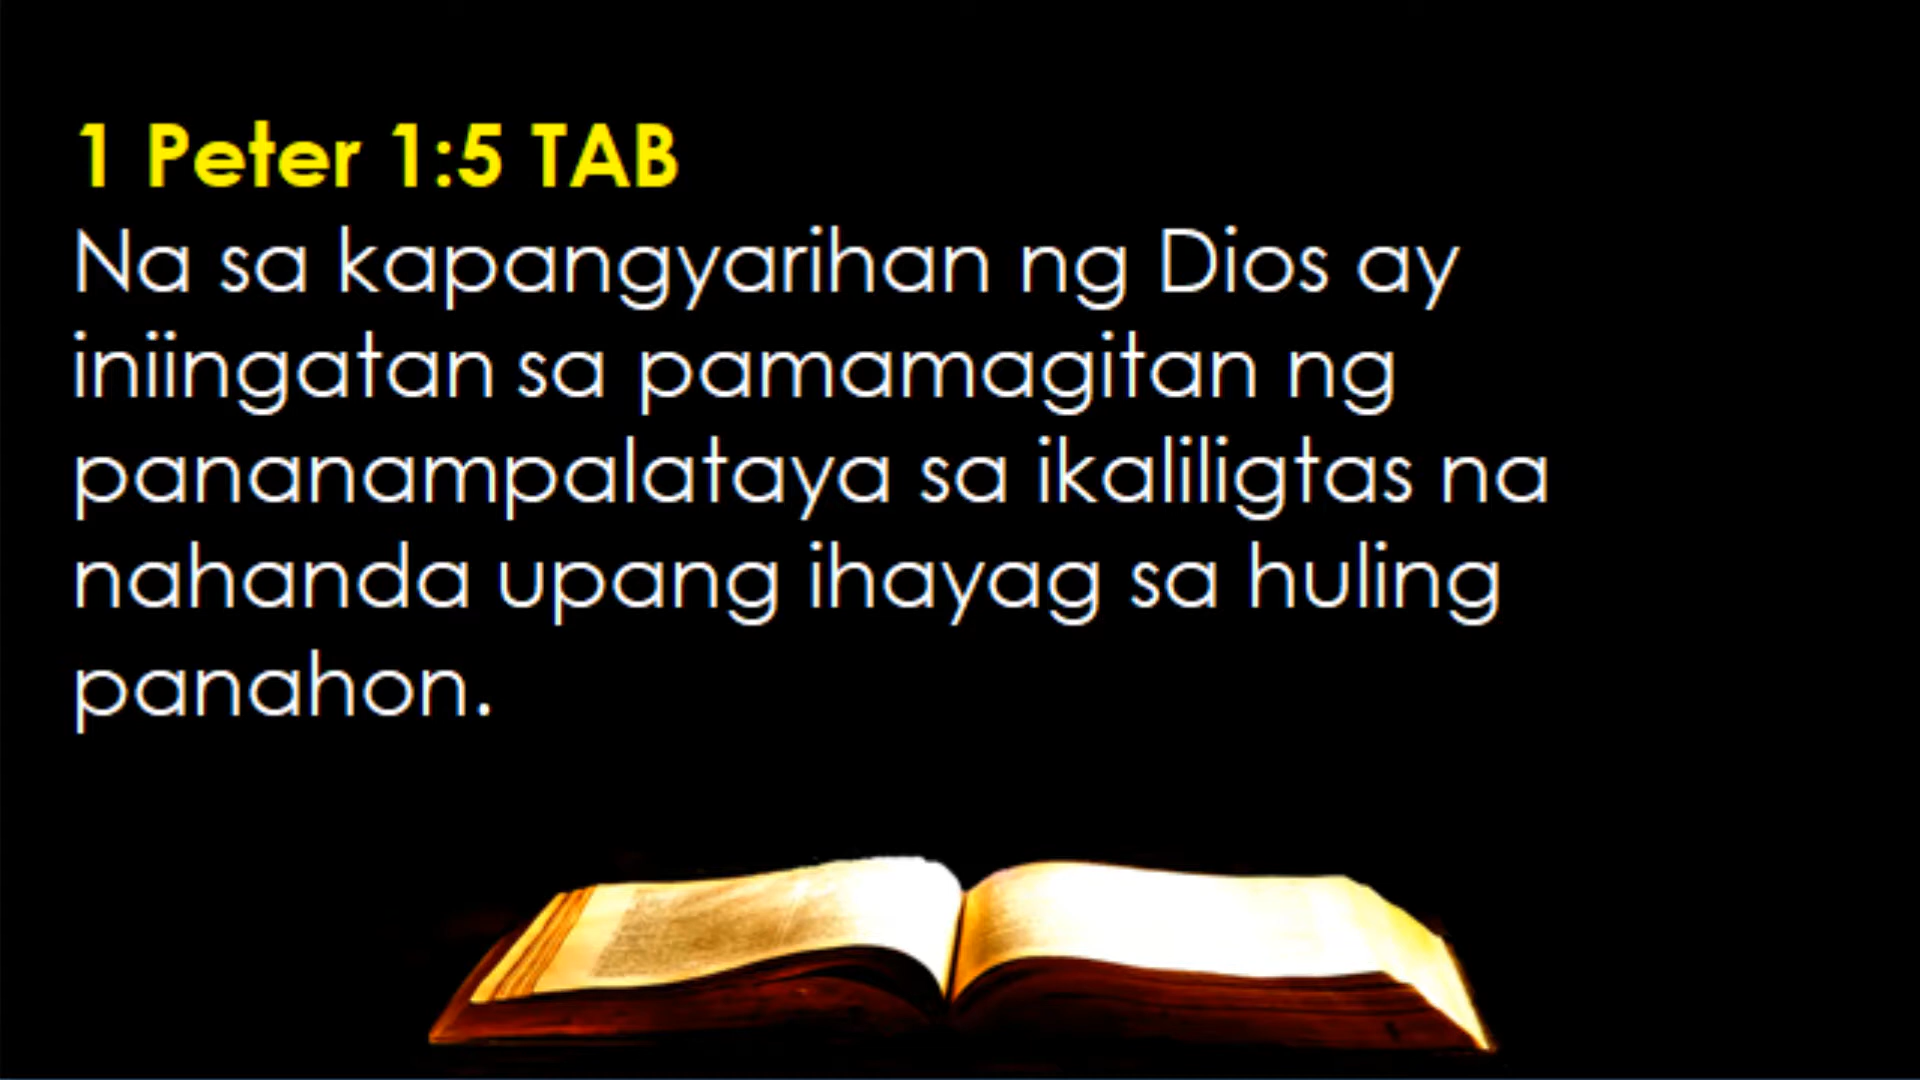 1 Peter 1:5 TAB
Na sa kapangyarihan ng Dios ay
iniingatan sa pamamagitan ng
pananampalataya sa ikaliligtas na
nahanda upang ihayag sa huling
panahon.